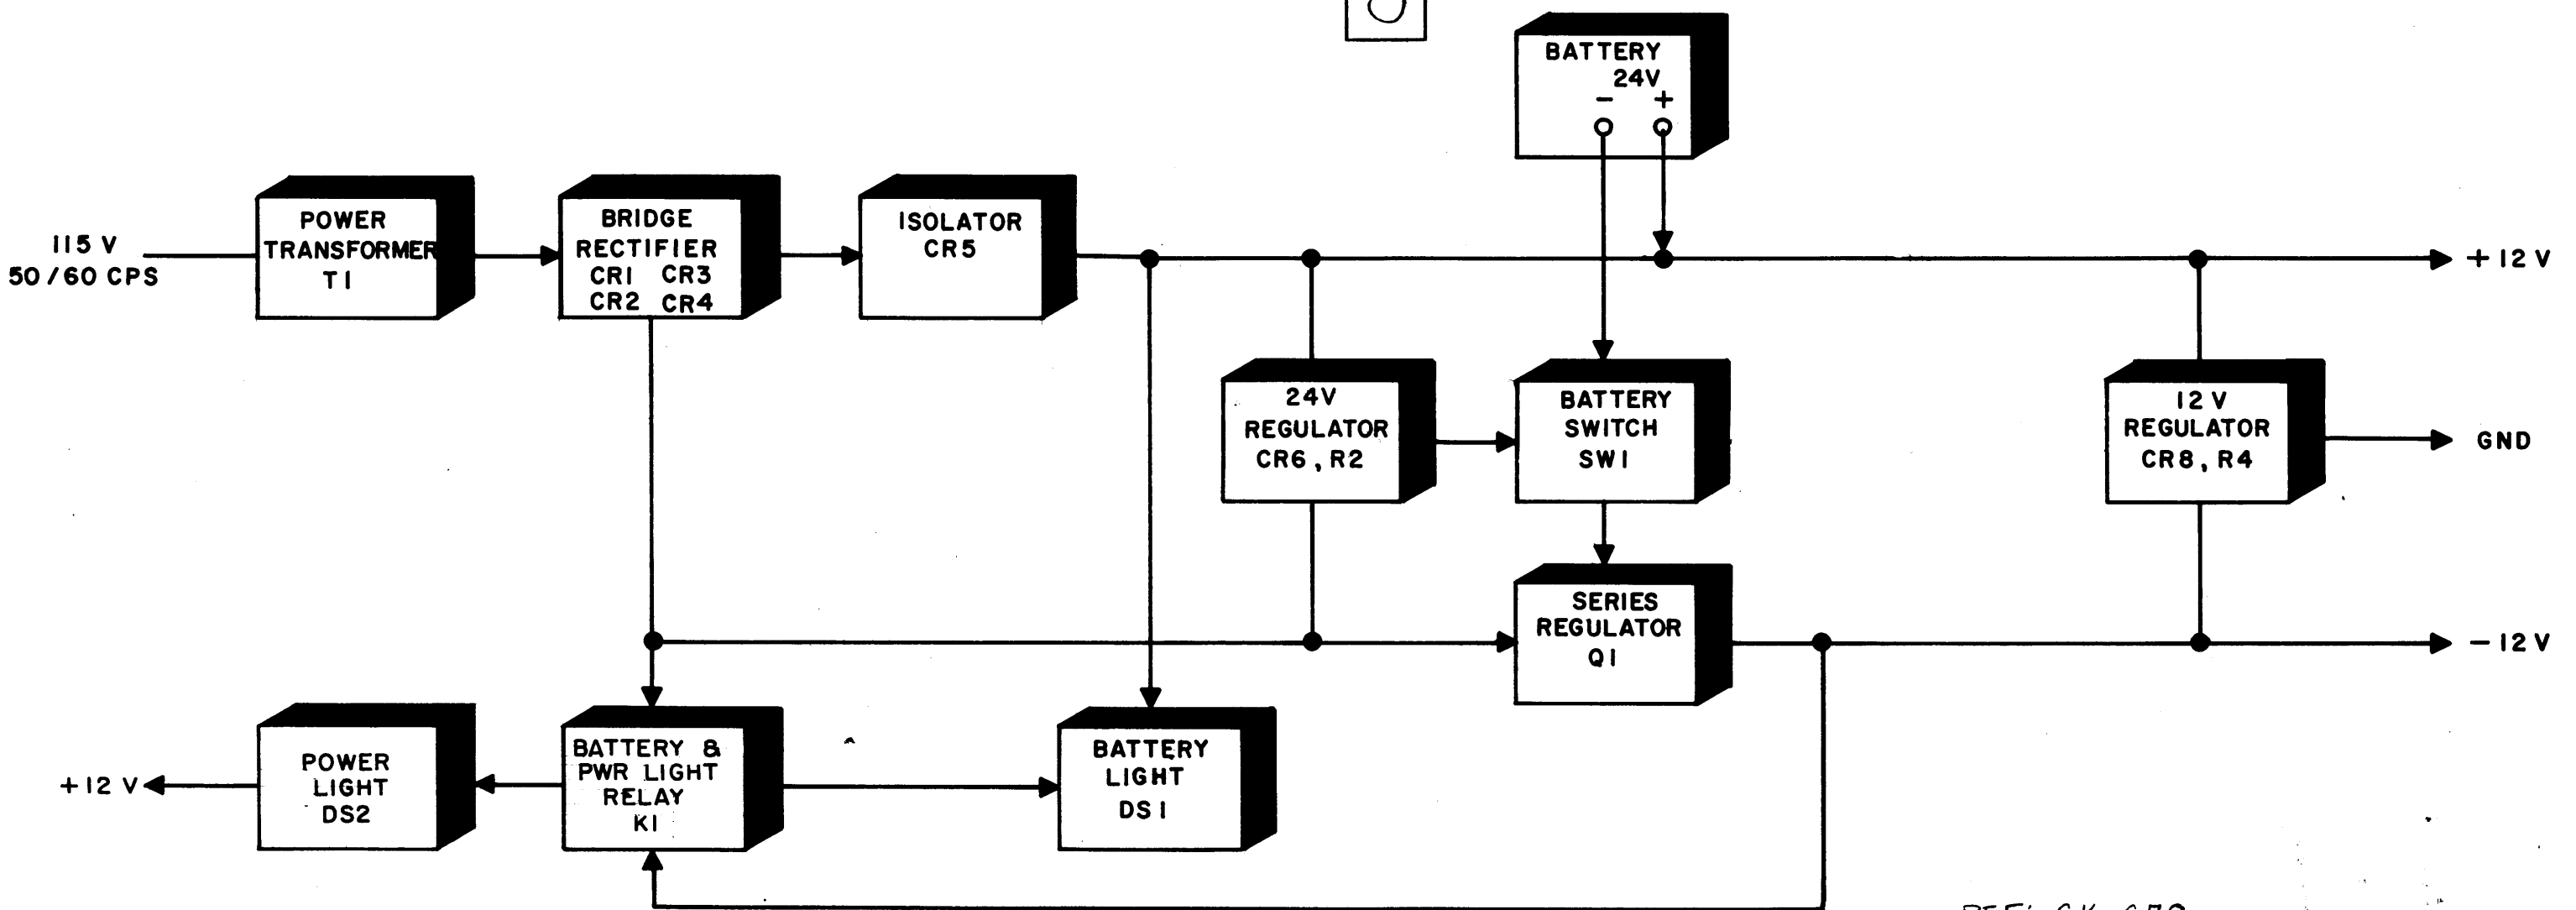 BATTERY
24V
- +
115 V
50/60 CPS
POWER
TRANSFORMER
T1
BRIDGE
RECTIFIER
CR1 CR3
CR2 CR4
ISOLATOR
CR5
+12 V
24V
REGULATOR
CR6, R2
BATTERY
SWITCH
SW1
12 V
REGULATOR
CR8, R4
GND
SERIES
REGULATOR
Q1
-12 V
+12 V
POWER
LIGHT
DS2
BATTERY &
PWR LIGHT
RELAY
K1
BATTERY
LIGHT
DS1